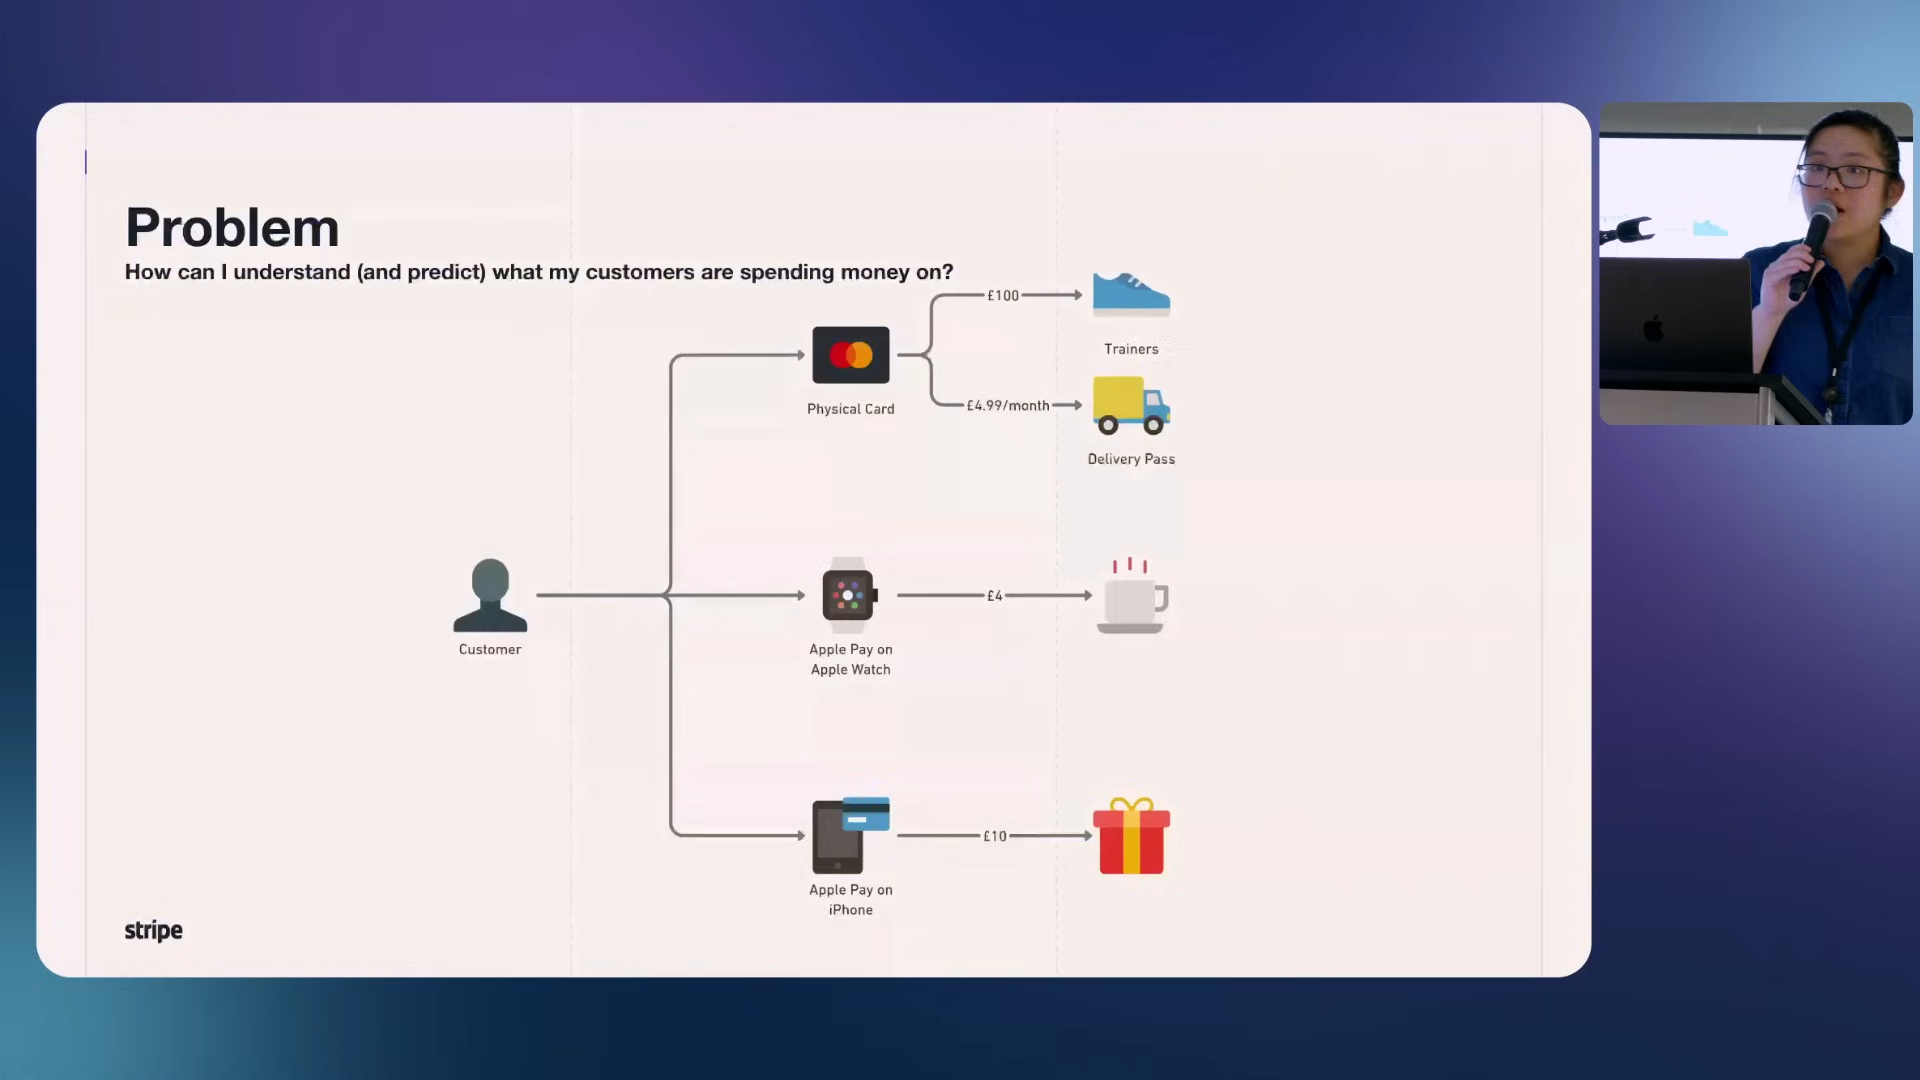 Problem
How can I understand (and predict) what my customers are spending money on?
£100
Trainers
Physical Card
£4.99/month
Delivery Pass
£4
Customer
Apple Pay on
Apple Watch
£10
Apple Pay on
iPhone
stripe